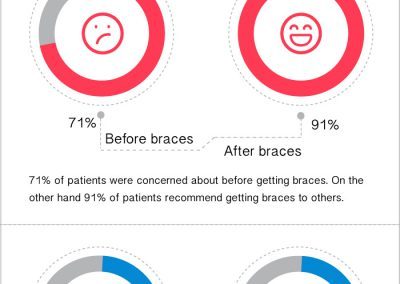 71%
91%
Before braces
After braces
71% of patients were concerned about before getting braces. On the
other hand 91% of patients recommend getting braces to others.